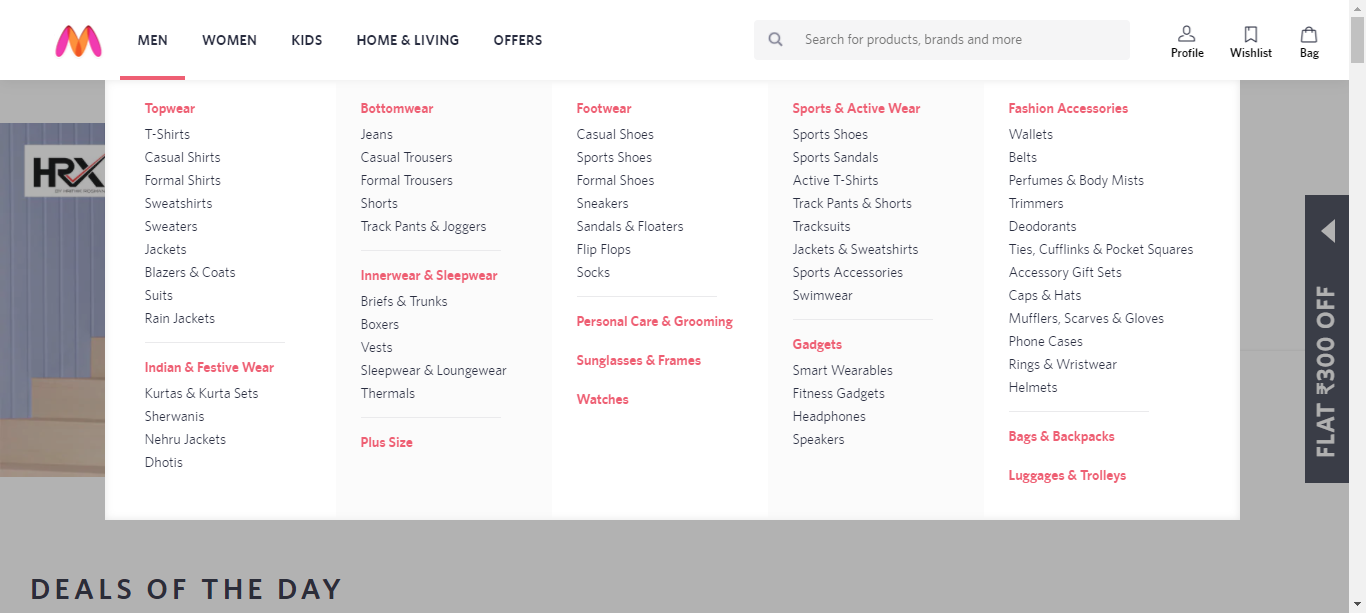 MEN
WOMEN
KIDS
HOME & LIVING
OFFERS
Search for products, brands and more
Profile
Wishlist
Bag
Topwear
T-Shirts
Casual Shirts
Formal Shirts
Sweatshirts
Sweaters
Jackets
Blazers & Coats
Suits
Rain Jackets
Indian & Festive Wear
Kurtas & Kurta Sets
Sherwanis
Nehru Jackets
Dhotis
Bottomwear
Jeans
Casual Trousers
Formal Trousers
Shorts
Track Pants & Joggers
Innerwear & Sleepwear
Briefs & Trunks
Boxers
Vests
Sleepwear & Loungewear
Thermals
Plus Size
Footwear
Casual Shoes
Sports Shoes
Formal Shoes
Sneakers
Sandals & Floaters
Flip Flops
Socks
Personal Care & Grooming
Sunglasses & Frames
Watches
Sports & Active Wear
Sports Shoes
Sports Sandals
Active T-Shirts
Track Pants & Shorts
Tracksuits
Jackets & Sweatshirts
Sports Accessories
Swimwear
Gadgets
Smart Wearables
Fitness Gadgets
Headphones
Speakers
Fashion Accessories
Wallets
Belts
Perfumes & Body Mists
Trimmers
Deodorants
Ties, Cufflinks & Pocket Squares
Accessory Gift Sets
Caps & Hats
Mufflers, Scarves & Gloves
Phone Cases
Rings & Wristwear
Helmets
Bags & Backpacks
Luggages & Trolleys
HRX
FLAT ₹300 OFF
DEALS OF THE DAY